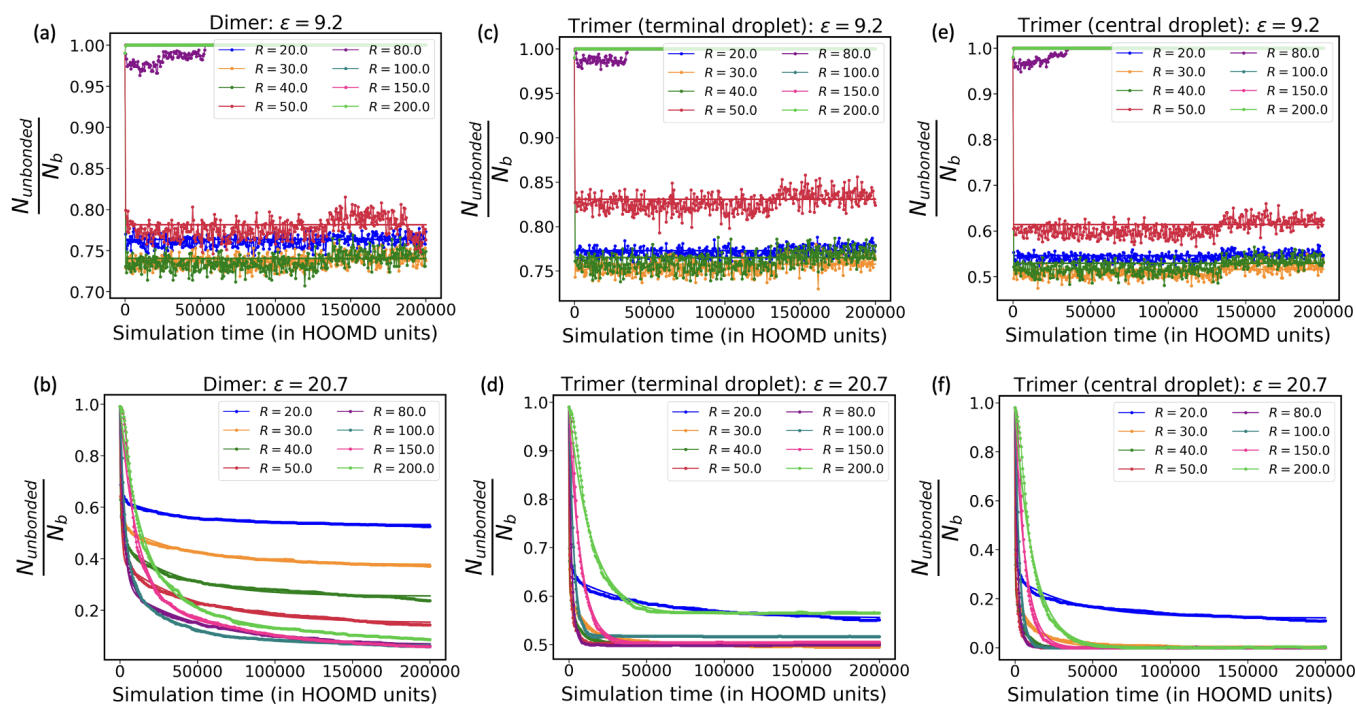 (a)
Dimer: ε = 9.2
1.00
0.95
0.90
0.85
0.80
0.75
0.70
N_unbonded
N_b
R = 20.0
R = 30.0
R = 40.0
R = 50.0
R = 80.0
R = 100.0
R = 150.0
R = 200.0
0 50000 100000 150000 200000
Simulation time (in HOOMD units)
(c)
Trimer (terminal droplet): ε = 9.2
1.00
0.95
0.90
0.85
0.80
0.75
N_unbonded
N_b
R = 20.0
R = 30.0
R = 40.0
R = 50.0
R = 80.0
R = 100.0
R = 150.0
R = 200.0
0 50000 100000 150000 200000
Simulation time (in HOOMD units)
(e)
Trimer (central droplet): ε = 9.2
1.0
0.9
0.8
0.7
0.6
0.5
N_unbonded
N_b
R = 20.0
R = 30.0
R = 40.0
R = 50.0
R = 80.0
R = 100.0
R = 150.0
R = 200.0
0 50000 100000 150000 200000
Simulation time (in HOOMD units)
(b)
Dimer: ε = 20.7
1.0
0.8
0.6
0.4
0.2
N_unbonded
N_b
R = 20.0
R = 30.0
R = 40.0
R = 50.0
R = 80.0
R = 100.0
R = 150.0
R = 200.0
0 50000 100000 150000 200000
Simulation time (in HOOMD units)
(d)
Trimer (terminal droplet): ε = 20.7
1.0
0.9
0.8
0.7
0.6
0.5
N_unbonded
N_b
R = 20.0
R = 30.0
R = 40.0
R = 50.0
R = 80.0
R = 100.0
R = 150.0
R = 200.0
0 50000 100000 150000 200000
Simulation time (in HOOMD units)
(f)
Trimer (central droplet): ε = 20.7
1.0
0.8
0.6
0.4
0.2
0.0
N_unbonded
N_b
R = 20.0
R = 30.0
R = 40.0
R = 50.0
R = 80.0
R = 100.0
R = 150.0
R = 200.0
0 50000 100000 150000 200000
Simulation time (in HOOMD units)